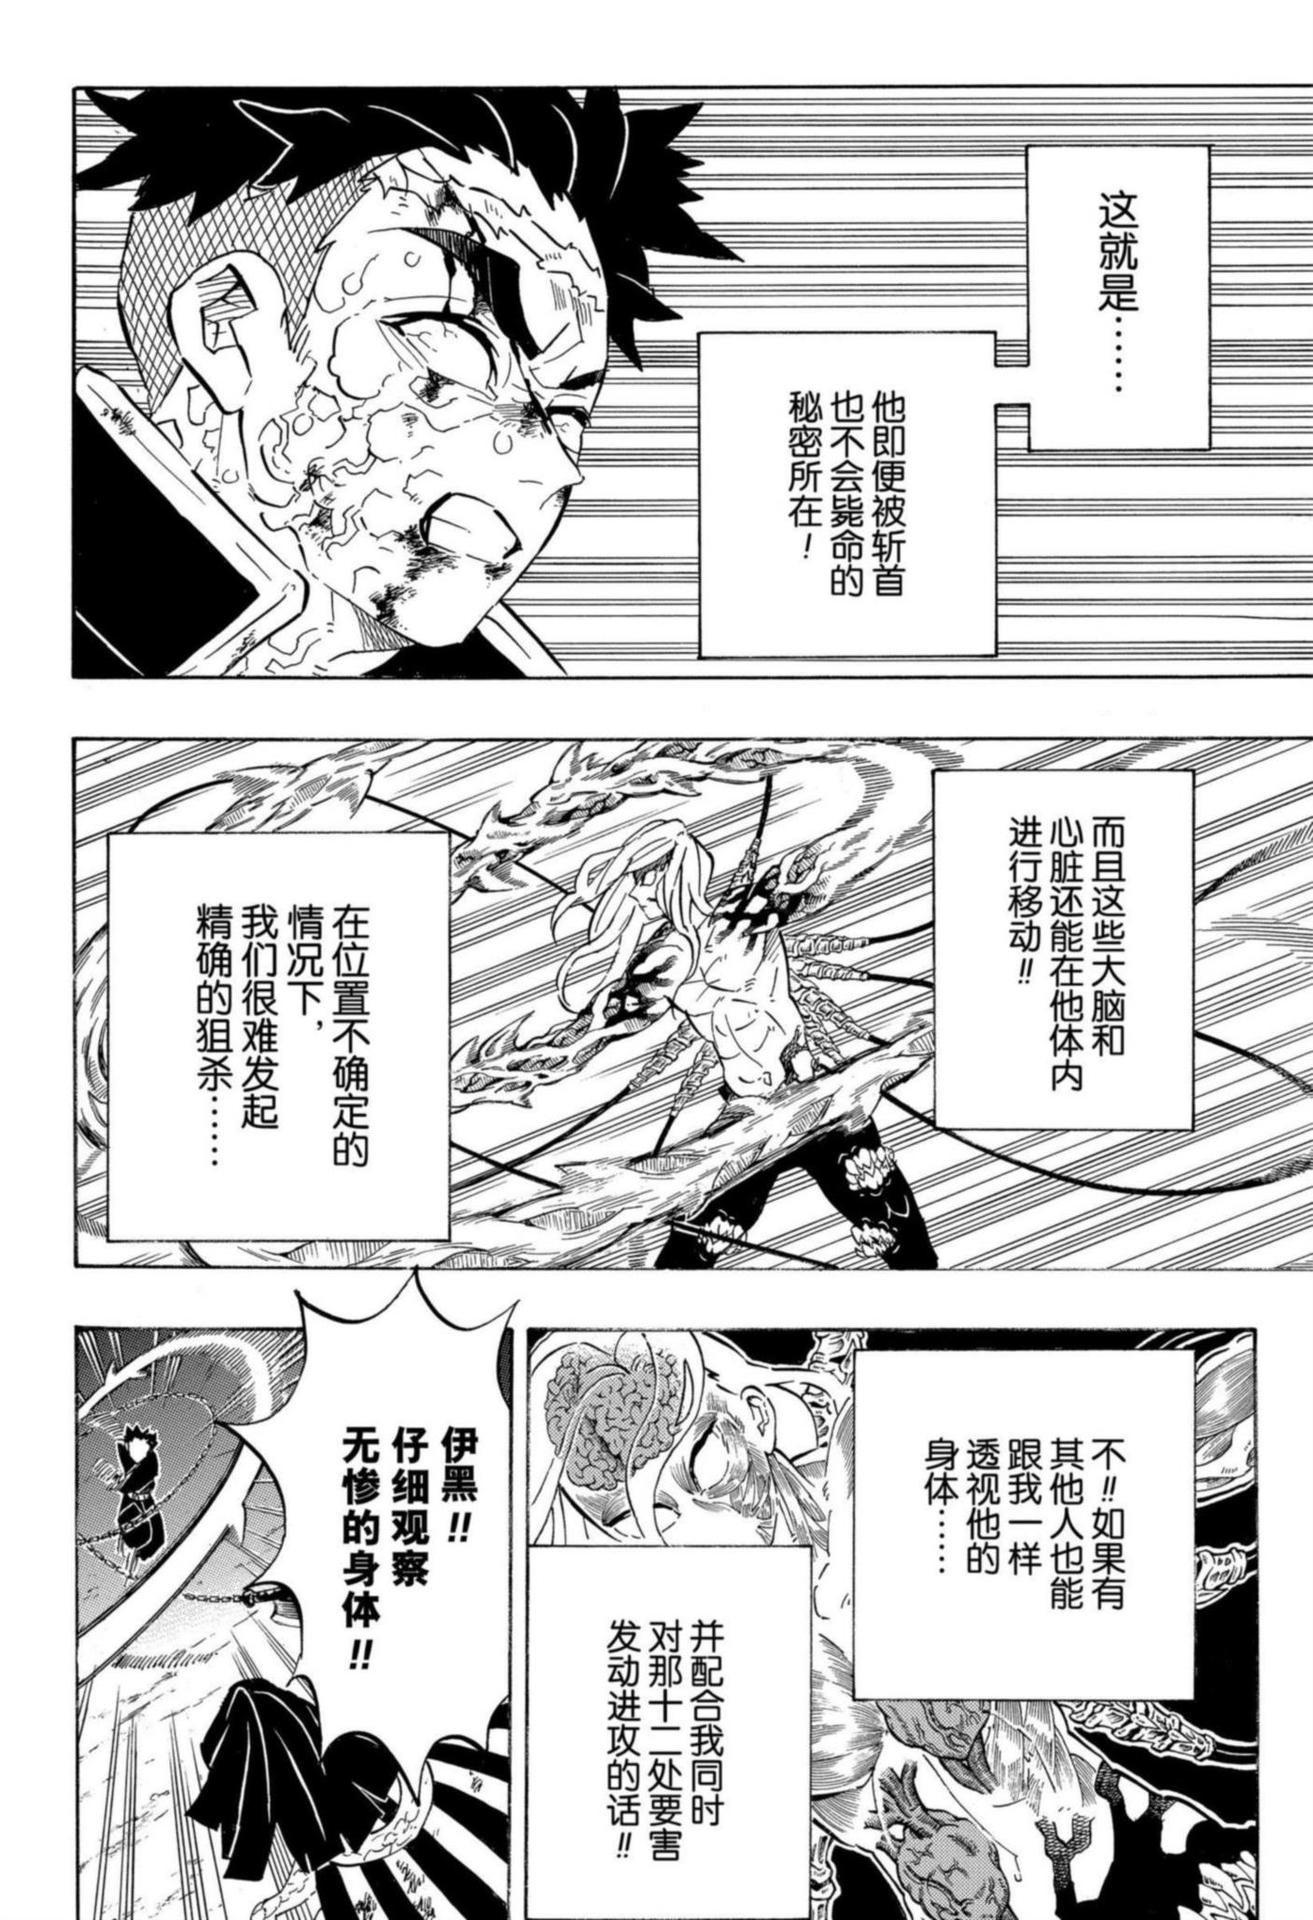 这就是……
他即便被斩首
也不会毙命的
秘密所在！
而且这些大脑和
心脏还能在他体内
进行移动!!
在位置不确定的
情况下，
我们很难发起
精确的狙杀……
不!!如果有
其他人也能
跟我一样
透视他的
身体……
并配合我同时
对那十二处要害
发动进攻的话!!
伊黑!!
仔细观察
无惨的身体!!